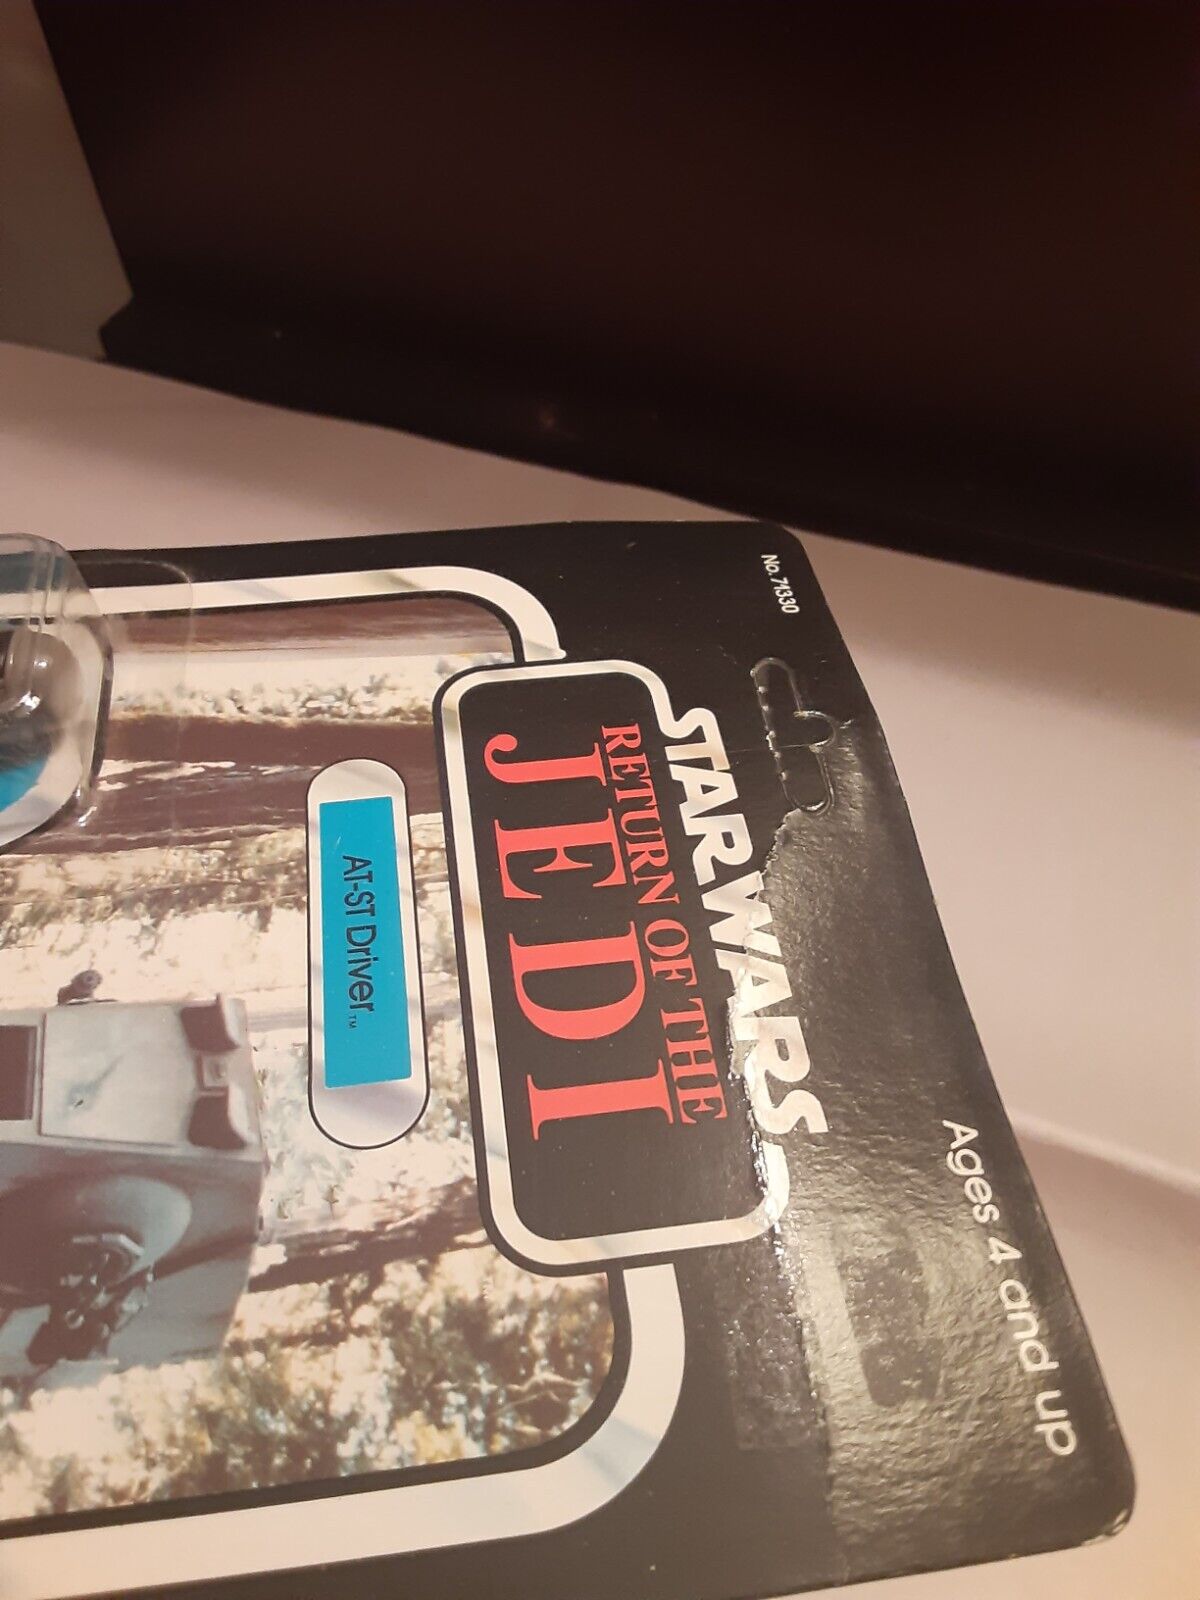 No. 71330
Ages 4 and up
STAR WARS
RETURN OF THE
JEDI
AT-ST Driver™